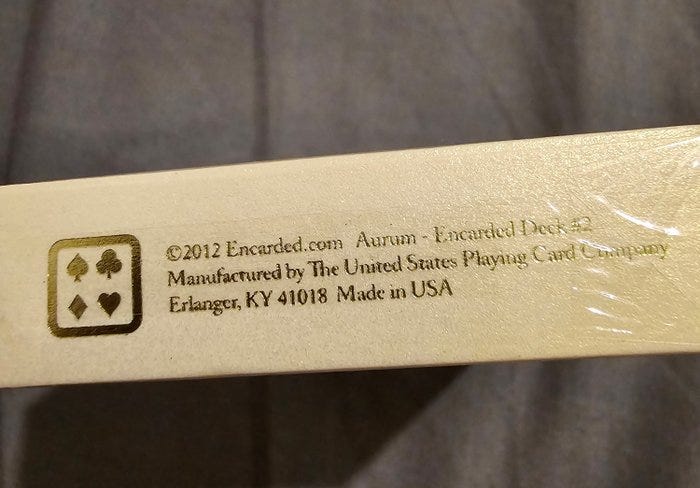 ©2012 Encarded.com Aurum - Encarded Deck #2
Manufactured by The United States Playing Card Company
Erlanger, KY 41018 Made in USA